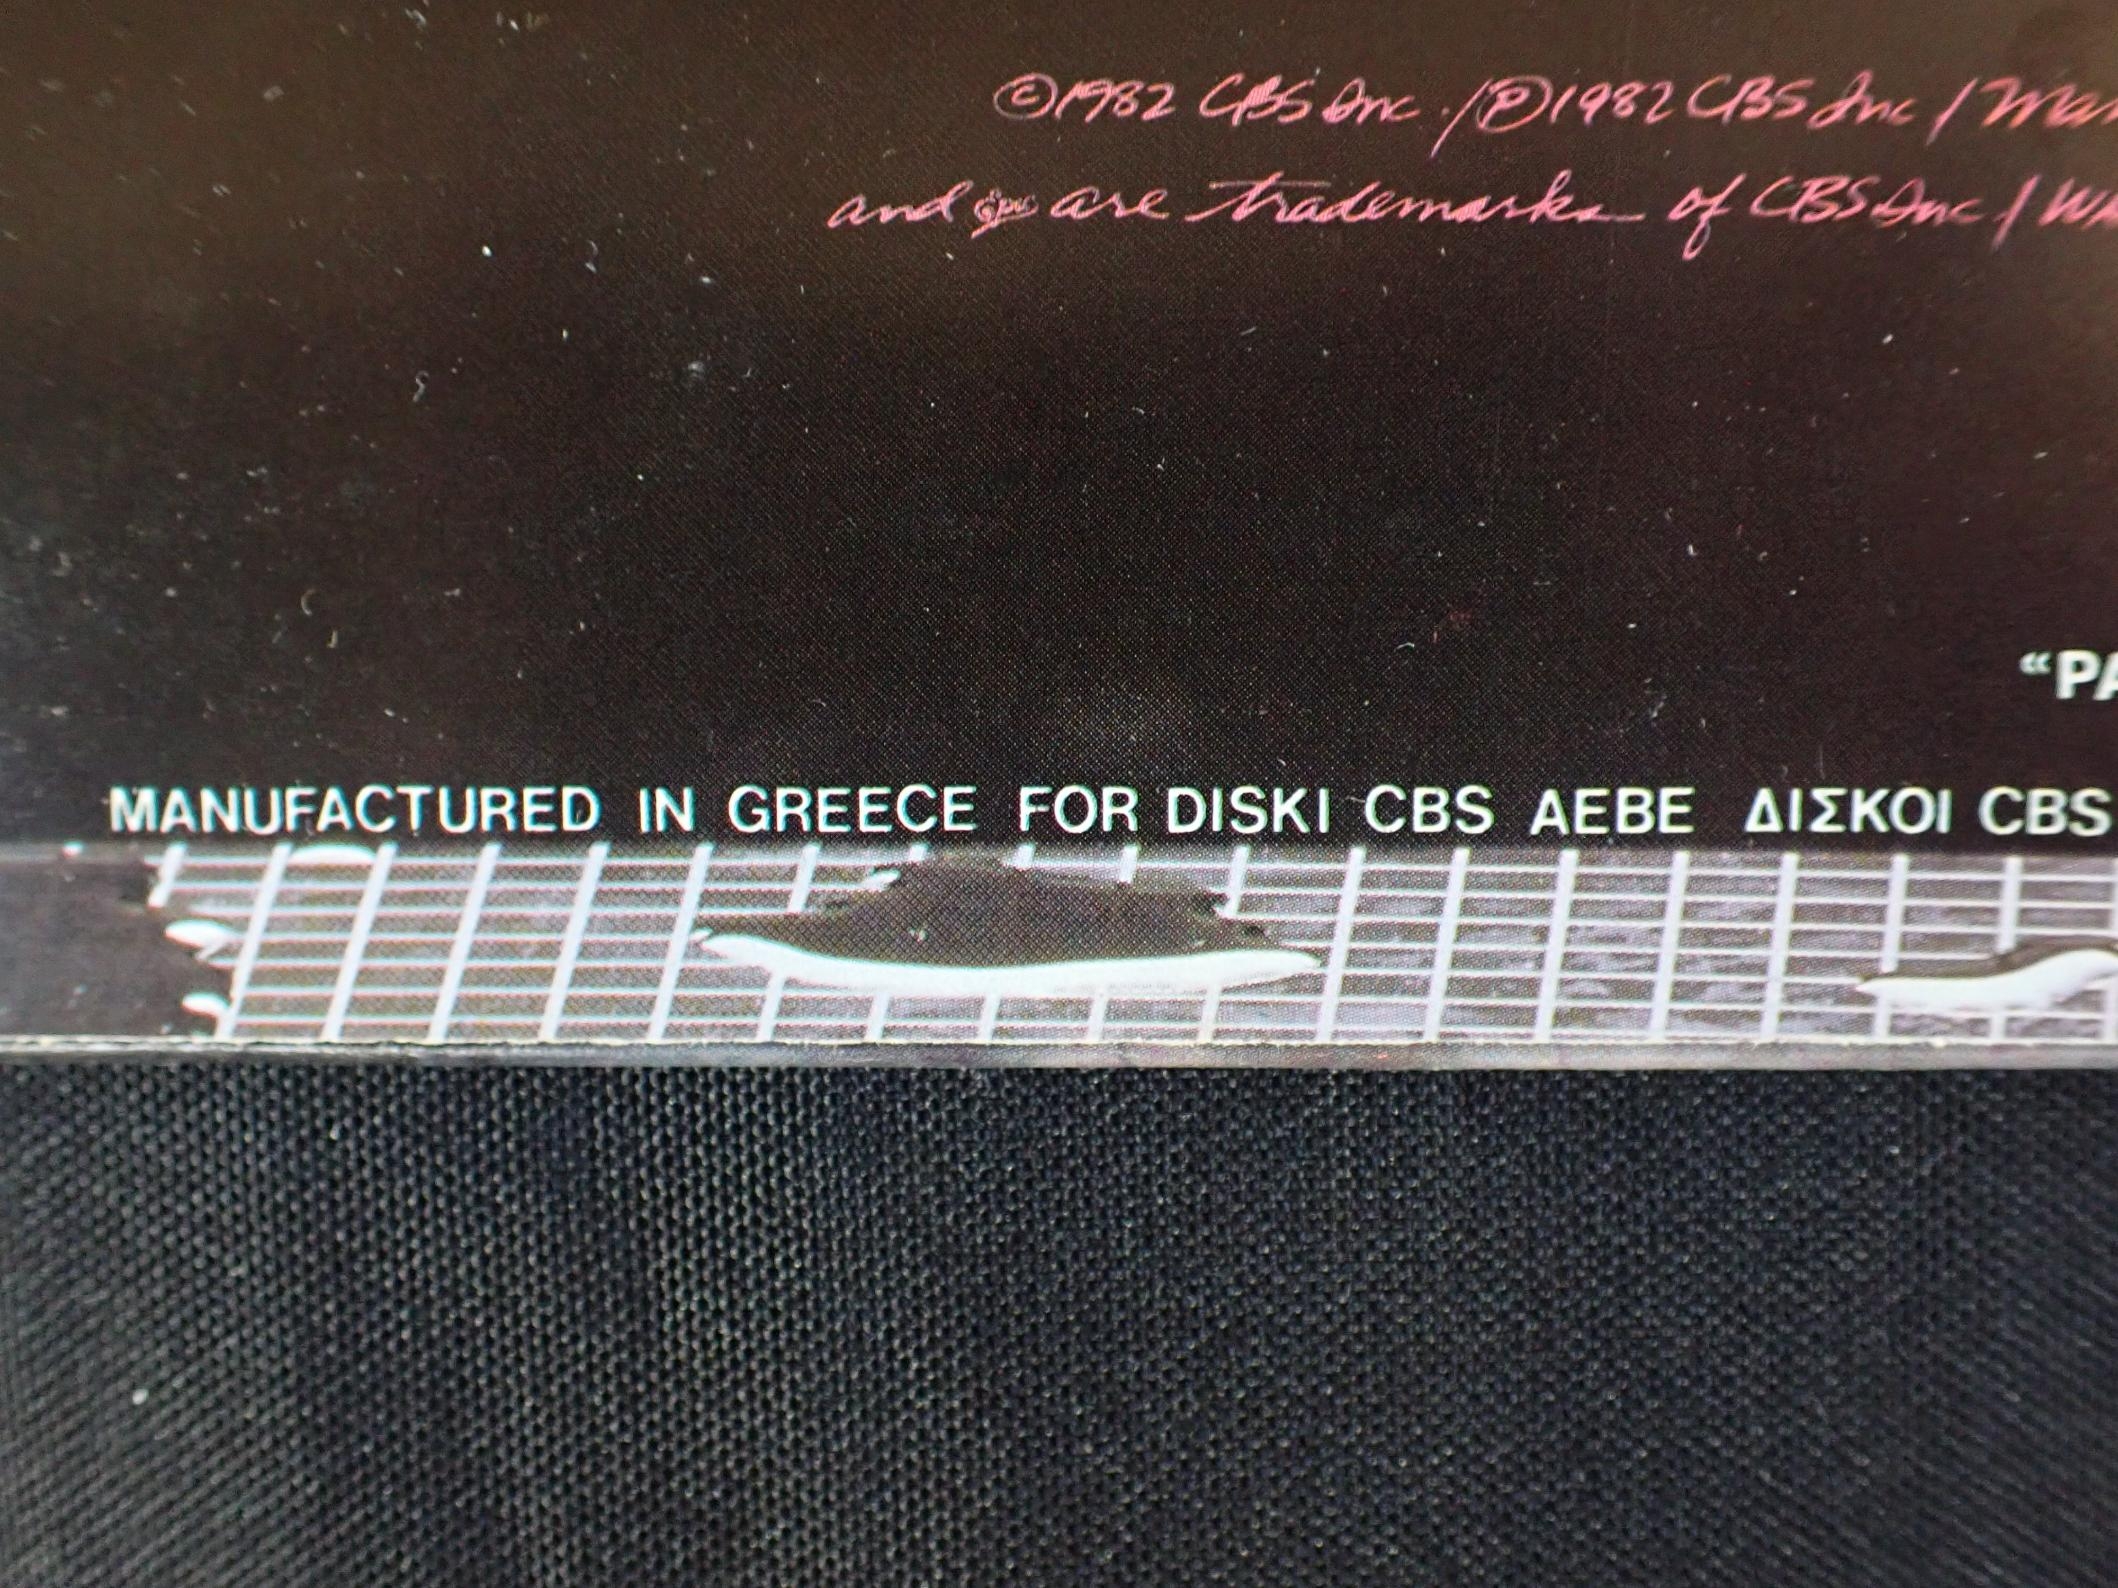 ©1982 CBS Inc. / ℗1982 CBS Inc /
and Epic are trademarks of CBS Inc /
“PA
MANUFACTURED IN GREECE FOR DISKI CBS AEBE ΔΙΣΚΟΙ CBS